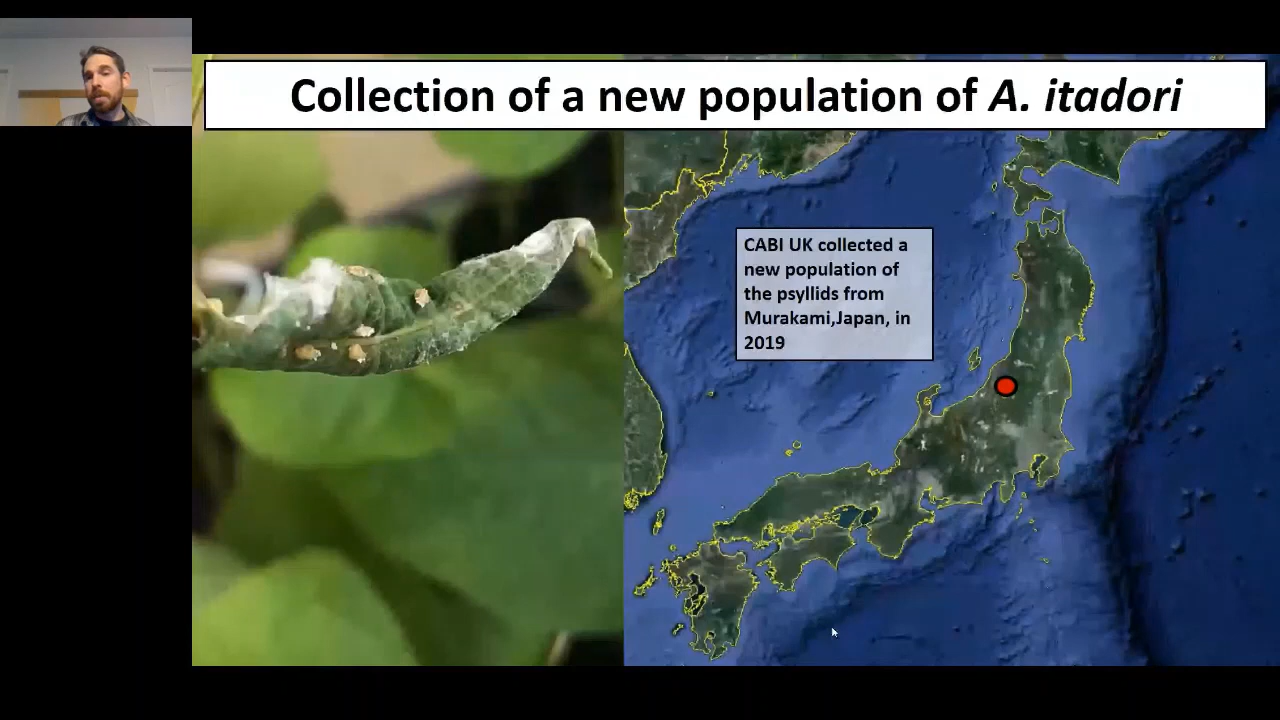 Collection of a new population of A. itadori
CABI UK collected a
new population of
the psyllids from
Murakami,Japan, in
2019